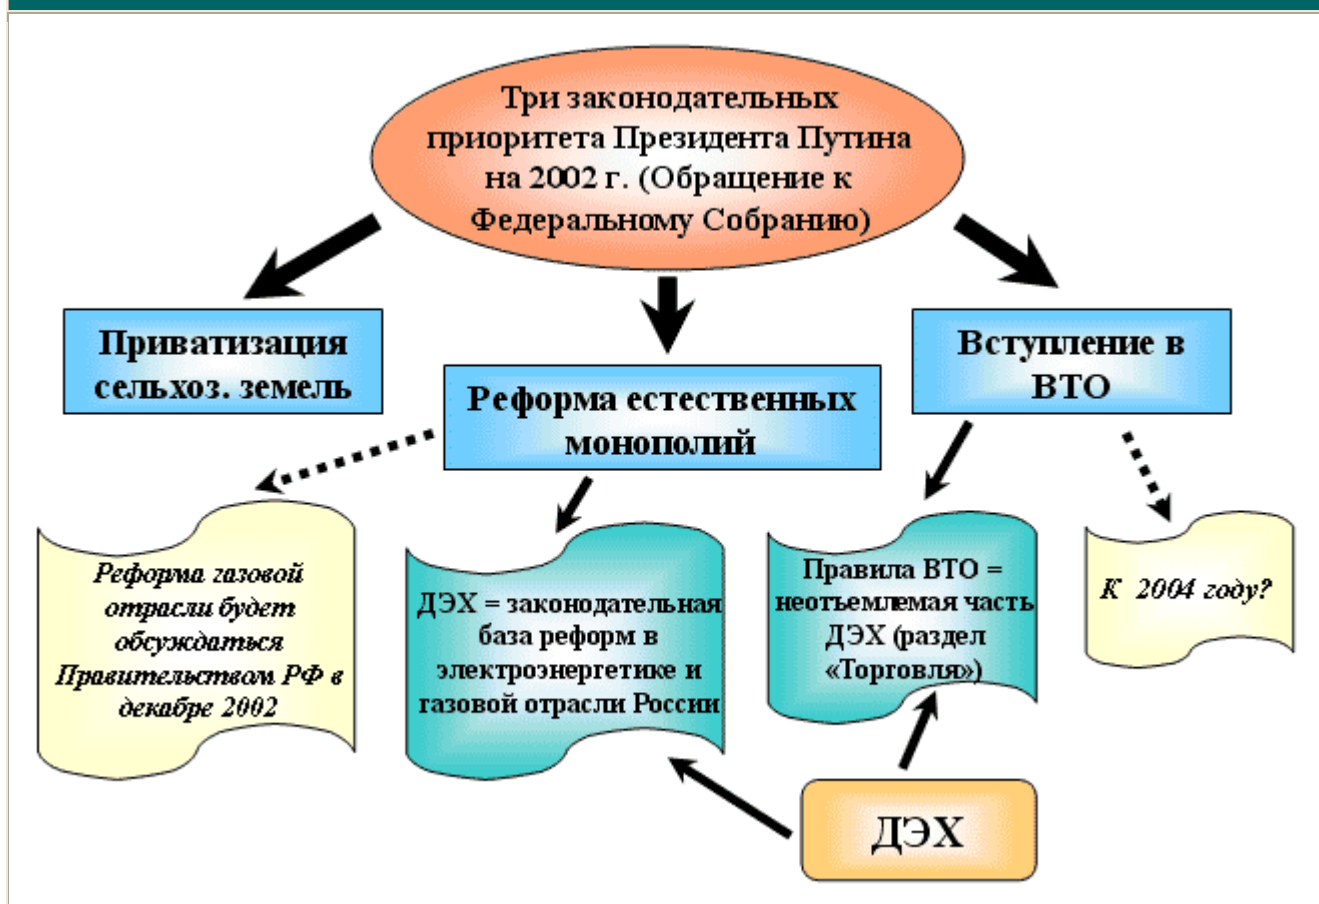 Три законодательных
приоритета Президента Путина
на 2002 г. (Обращение к
Федеральному Собранию)
Приватизация
сельхоз. земель
Реформа естественных
монополий
Вступление в
ВТО
Реформа газовой
отрасли будет
обсуждаться
Правительством РФ в
декабре 2002
ДЭХ = законодательная
база реформ в
электроэнергетике и
газовой отрасли России
Правила ВТО =
неотъемлемая часть
ДЭХ (раздел
«Торговля»)
К 2004 году?
ДЭХ